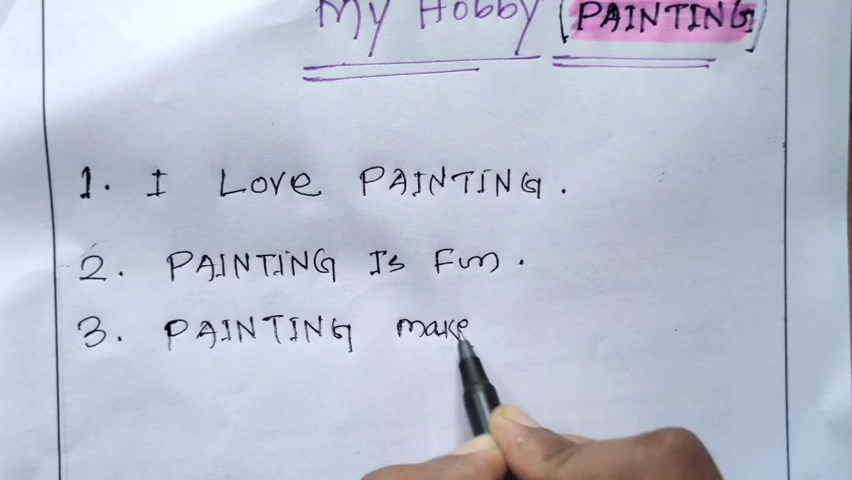 My Hobby [PAINTING]
1. I Love PAINTING.
2. PAINTING Is Fun.
3. PAINTING make